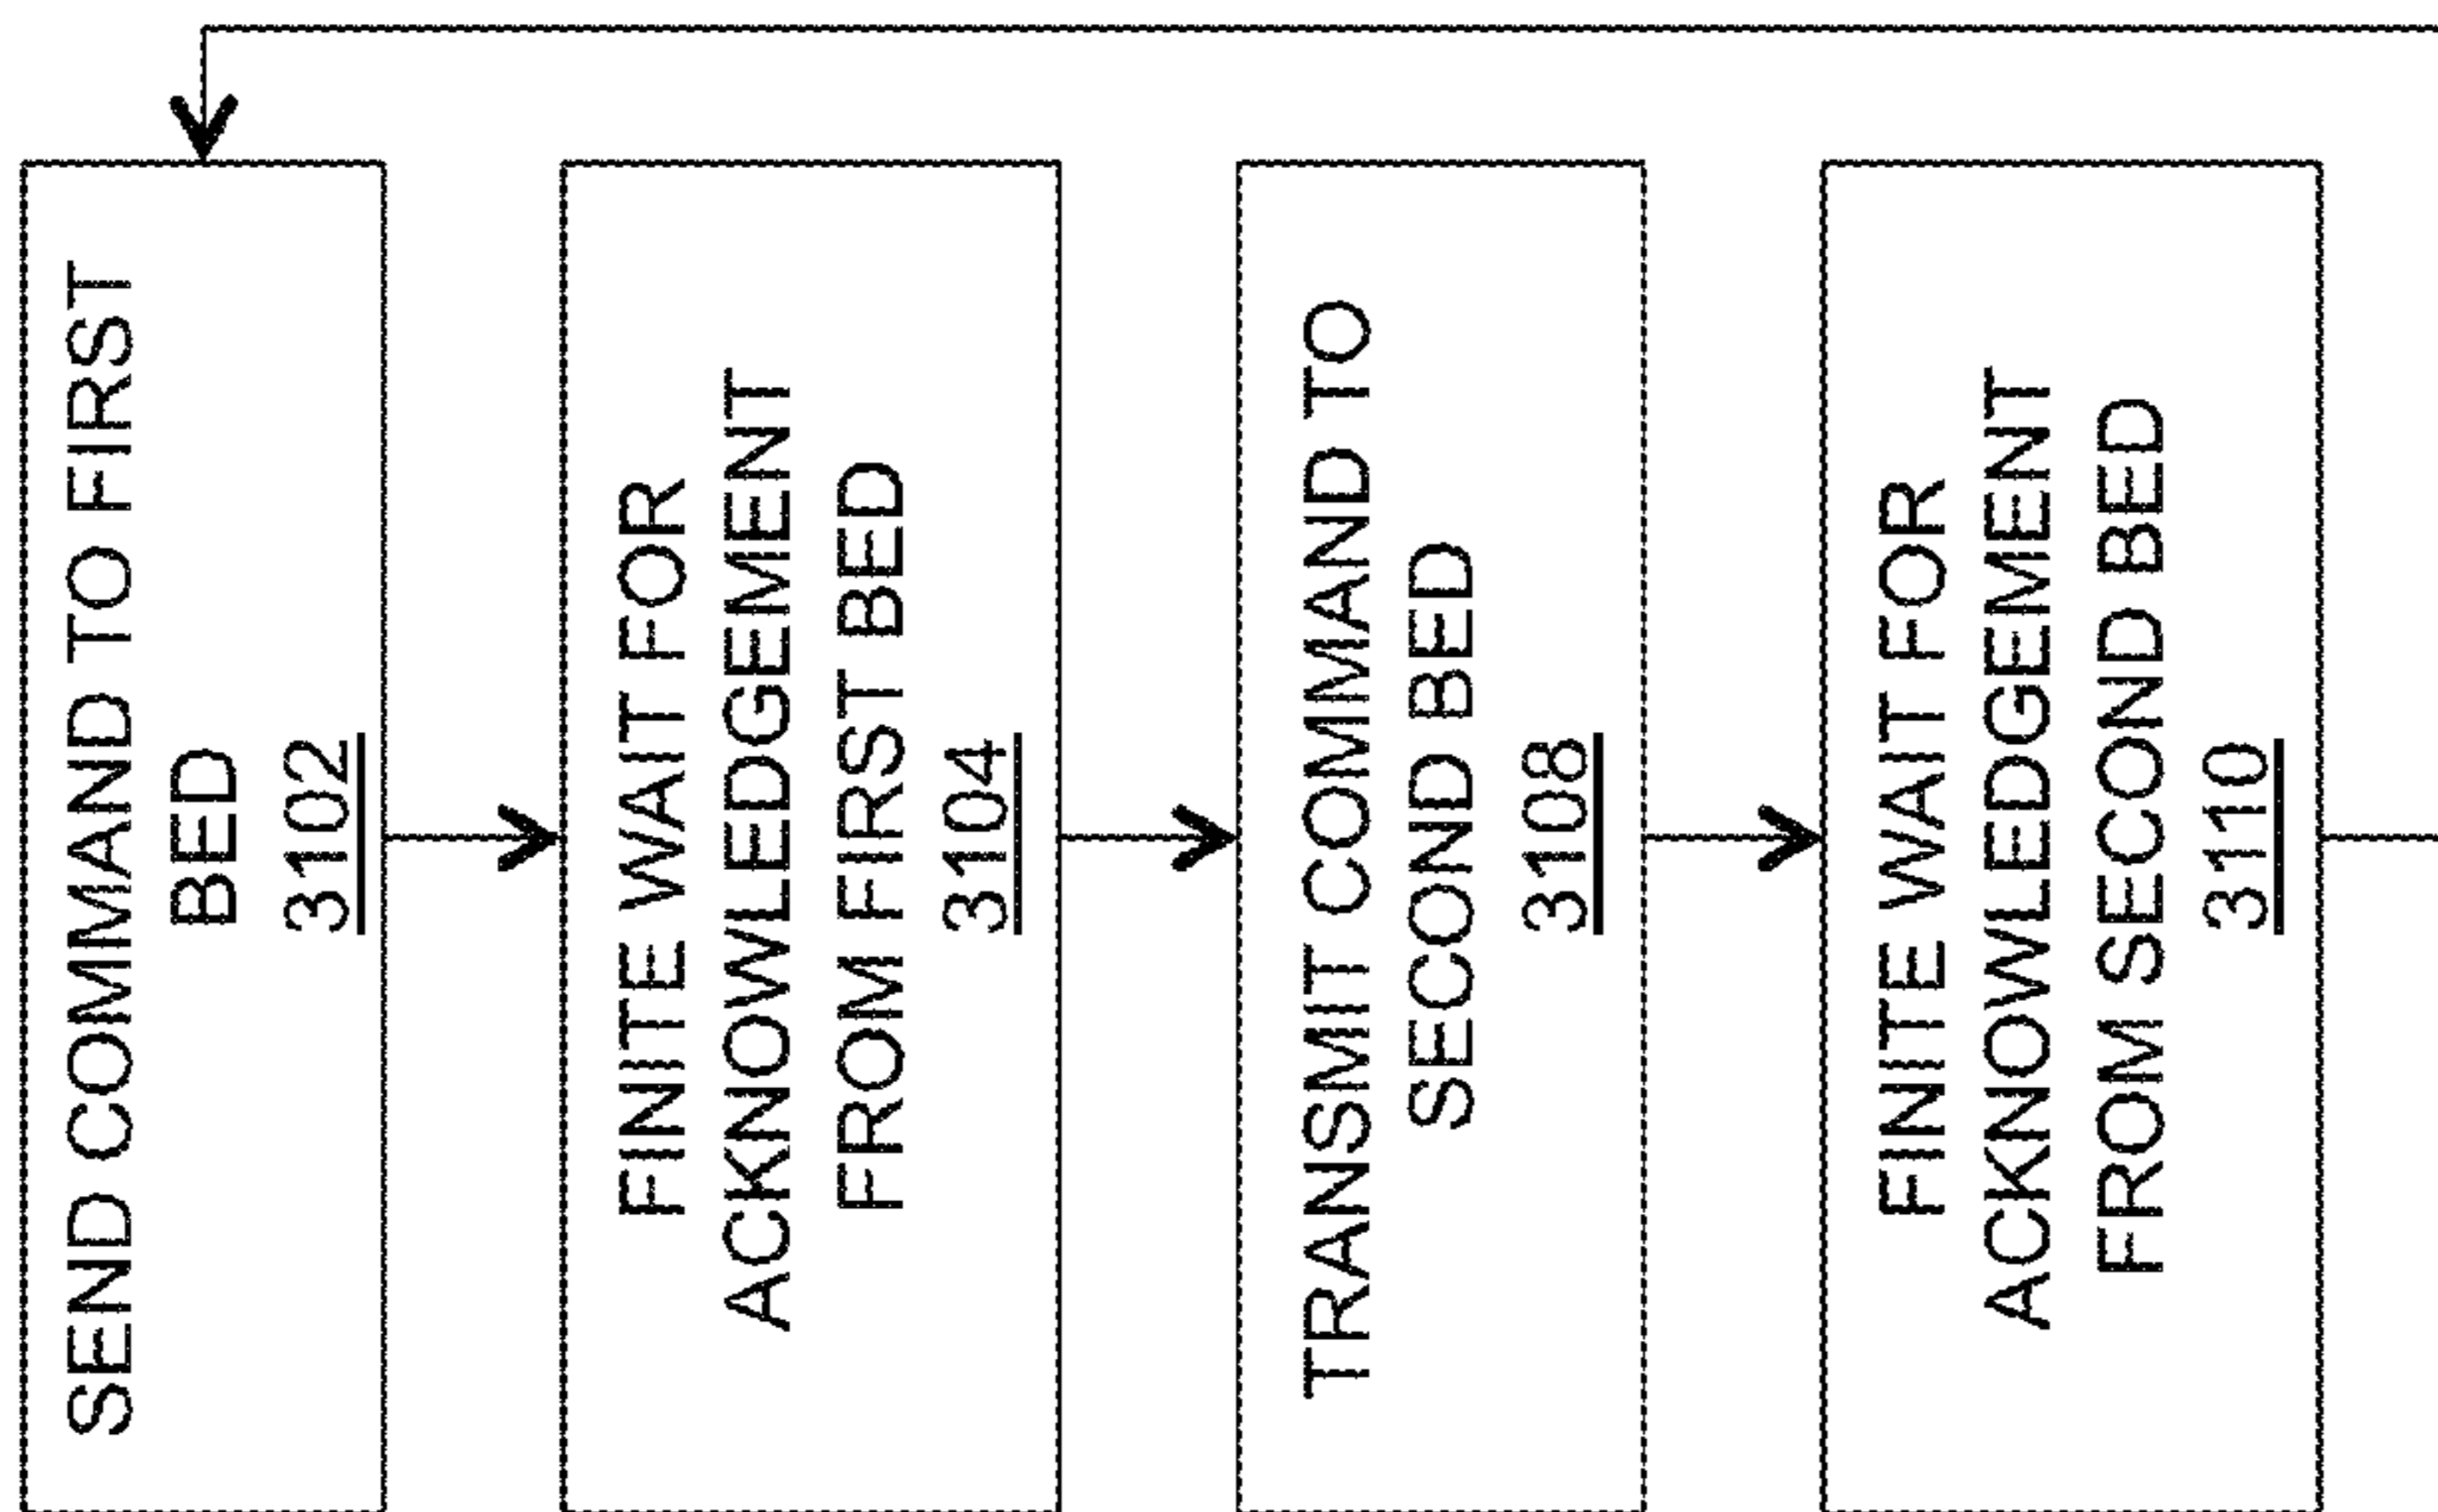 SEND COMMAND TO FIRST
BED
3102
FINITE WAIT FOR
ACKNOWLEDGEMENT
FROM FIRST BED
3104
TRANSMIT COMMAND TO
SECOND BED
3108
FINITE WAIT FOR
ACKNOWLEDGEMENT
FROM SECOND BED
3110